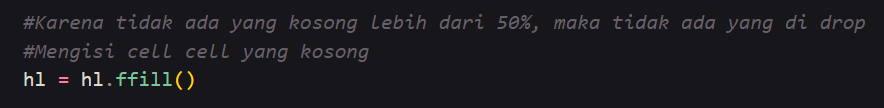 #Karena tidak ada yang kosong lebih dari 50%, maka tidak ada yang di drop
#Mengisi cell cell yang kosong
hl = hl.ffill()